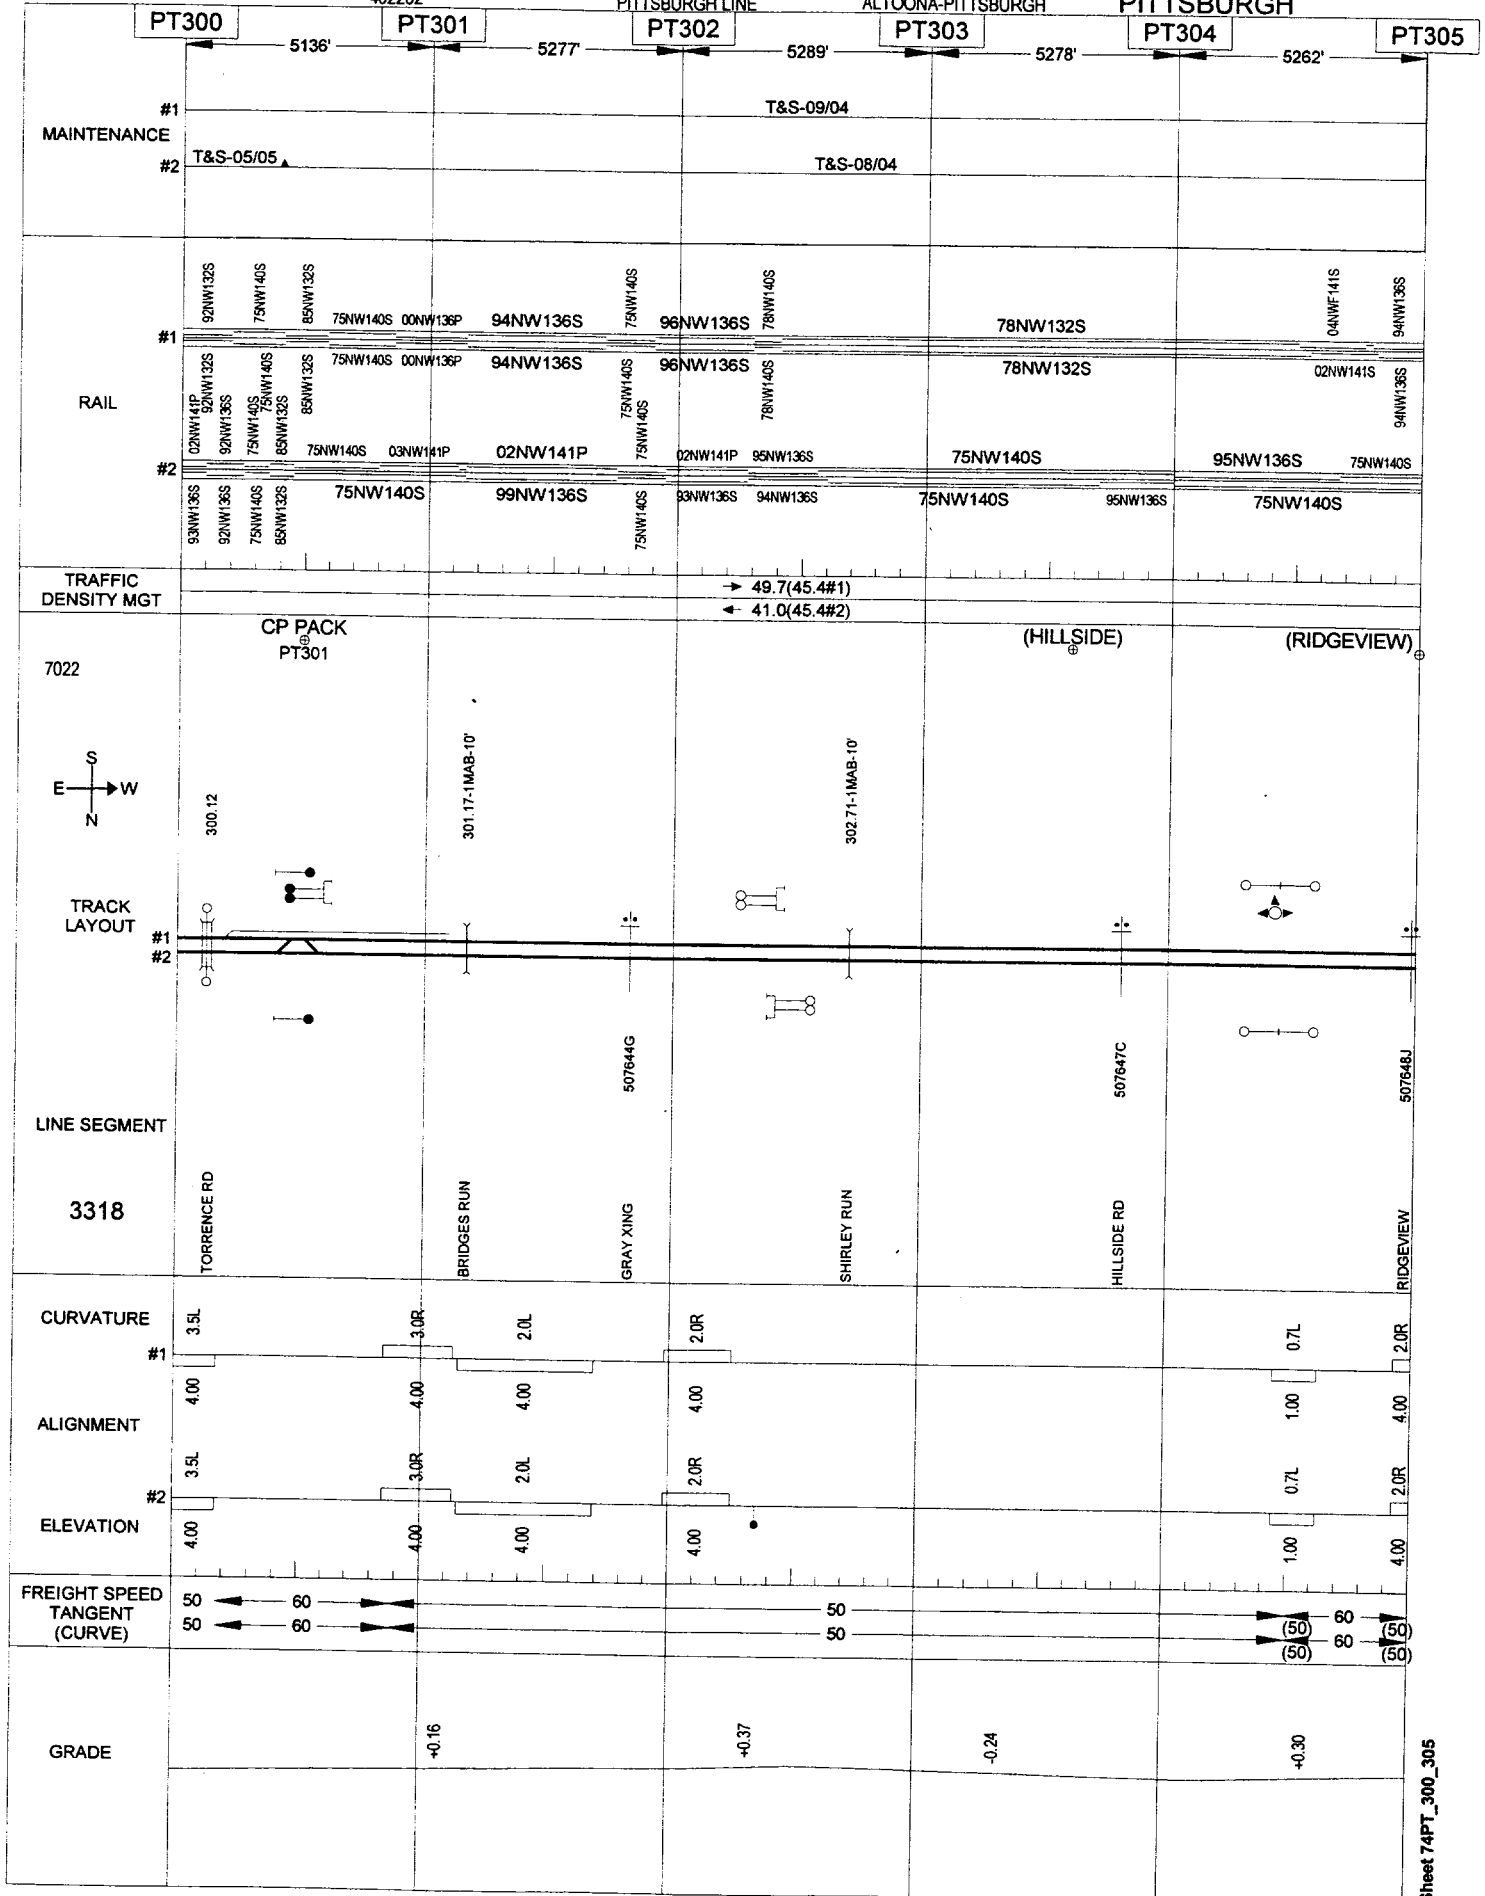 PITTSBURGH LINE ALTOONA-PITTSBURGH PITTSBURGH
PT300 PT301 PT302 PT303 PT304 PT305
5136' 5277' 5289' 5278' 5262'
MAINTENANCE
#1 T&S-09/04
#2 T&S-05/05 T&S-08/04
RAIL
92NW132S 75NW140S 85NW132S 75NW140S 00NW136P 94NW136S 75NW140S 96NW136S 78NW140S 78NW132S 04NWF141S 94NW136S
#1
92NW132S 75NW140S 85NW132S 75NW140S 00NW136P 94NW136S 75NW140S 96NW136S 78NW140S 78NW132S 02NW141S 94NW136S
02NW141P 92NW136S 75NW140S 85NW132S 75NW140S 03NW141P 02NW141P 75NW140S 02NW141P 95NW136S 75NW140S 95NW136S 75NW140S
#2
93NW136S 92NW136S 75NW140S 85NW132S 75NW140S 99NW136S 75NW140S 93NW136S 94NW136S 75NW140S 95NW136S 75NW140S
TRAFFIC
DENSITY MGT
49.7(45.4#1)
41.0(45.4#2)
CP PACK (HILLSIDE) (RIDGEVIEW)
PT301
7022
S
E W
N
300.12 301.17-1MAB-10' 302.71-1MAB-10'
TRACK
LAYOUT
#1
#2
507644G 507647C 507648J
LINE SEGMENT
3318
TORRENCE RD BRIDGES RUN GRAY XING SHIRLEY RUN HILLSIDE RD RIDGEVIEW
CURVATURE
3.5L 3.0R 2.0L 2.0R 0.7L 2.0R
#1
4.00 4.00 4.00 4.00 1.00 4.00
ALIGNMENT
3.5L 3.0R 2.0L 2.0R 0.7L 2.0R
#2
ELEVATION
4.00 4.00 4.00 4.00 1.00 4.00
FREIGHT SPEED
TANGENT
(CURVE)
50 60 50 60
(50) (50)
50 60 50 60
(50) (50)
GRADE
+0.16 +0.37 -0.24 +0.30
Sheet 74PT_300_305